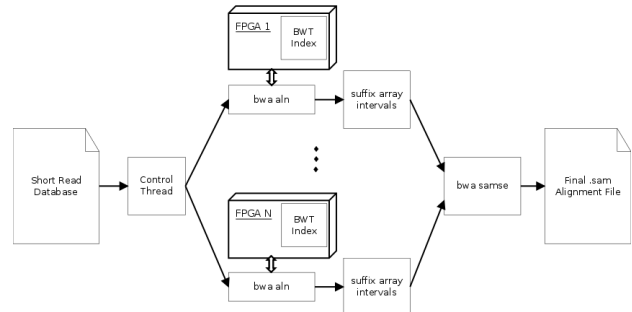 FPGA 1
BWT
Index
bwa aln
suffix array
intervals
Short Read
Database
Control
Thread
bwa samse
Final .sam
Alignment File
FPGA N
BWT
Index
bwa aln
suffix array
intervals